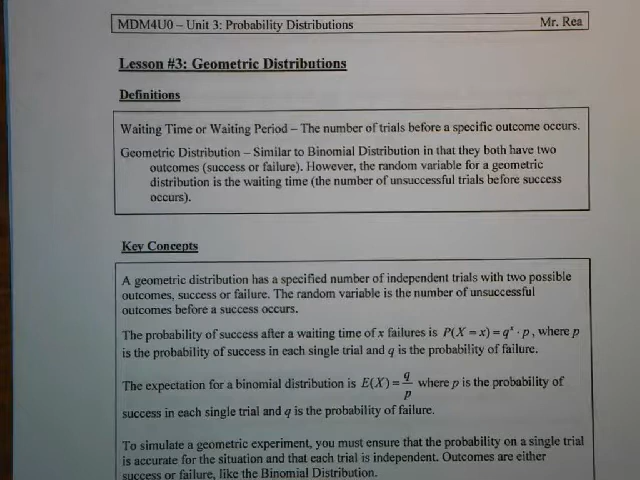 MDM4U0 – Unit 3: Probability Distributions Mr. Rea
Lesson #3: Geometric Distributions
Definitions
Waiting Time or Waiting Period – The number of trials before a specific outcome occurs.
Geometric Distribution – Similar to Binomial Distribution in that they both have two
outcomes (success or failure). However, the random variable for a geometric
distribution is the waiting time (the number of unsuccessful trials before success
occurs).
Key Concepts
A geometric distribution has a specified number of independent trials with two possible
outcomes, success or failure. The random variable is the number of unsuccessful
outcomes before a success occurs.
The probability of success after a waiting time of x failures is P(X = x) = q^x · p, where p
is the probability of success in each single trial and q is the probability of failure.
The expectation for a binomial distribution is E(X) = q/p where p is the probability of
success in each single trial and q is the probability of failure.
To simulate a geometric experiment, you must ensure that the probability on a single trial
is accurate for the situation and that each trial is independent. Outcomes are either
success or failure, like the Binomial Distribution.